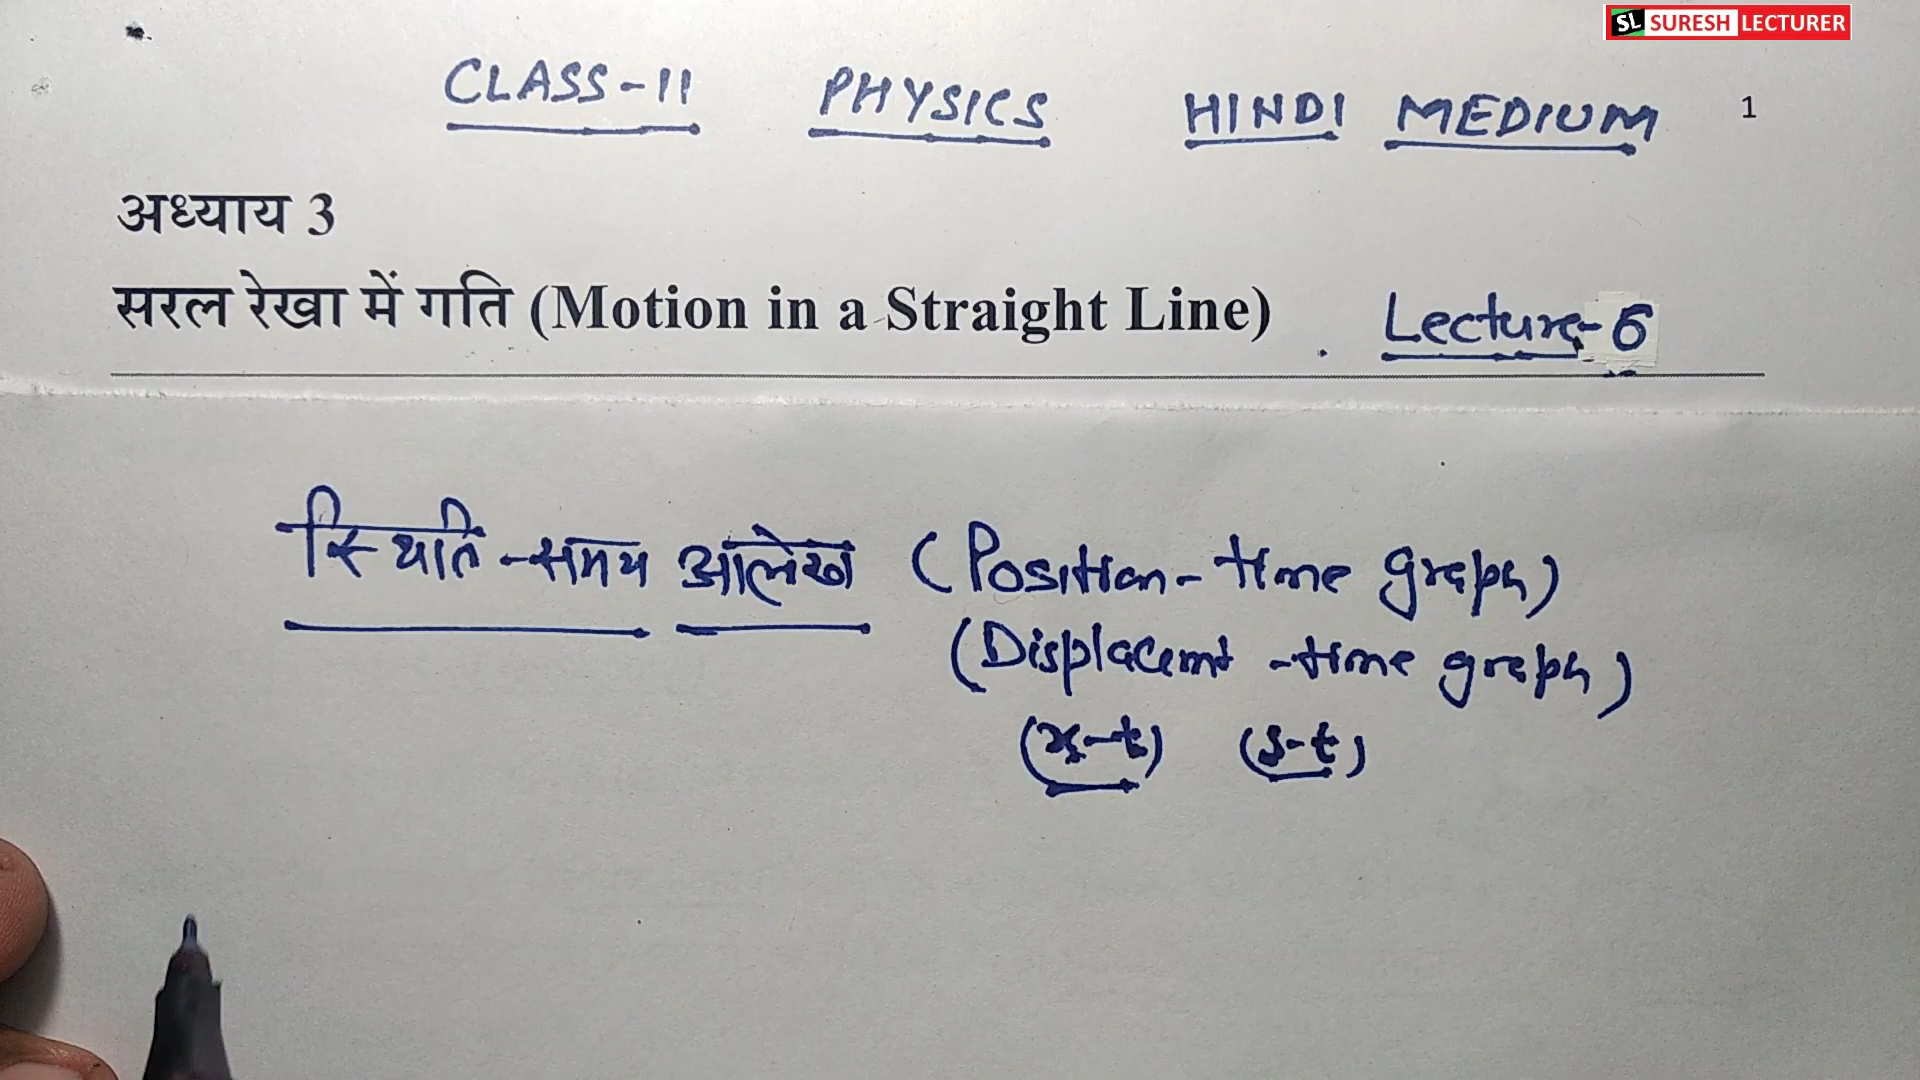 SL SURESH LECTURER
CLASS-11 PHYSICS HINDI MEDIUM 1
अध्याय 3
सरल रेखा में गति (Motion in a Straight Line) Lecture-6
स्थिति-समय आलेख (Position-time graph)
(Displacemt-time graph)
(x-t) (s-t)